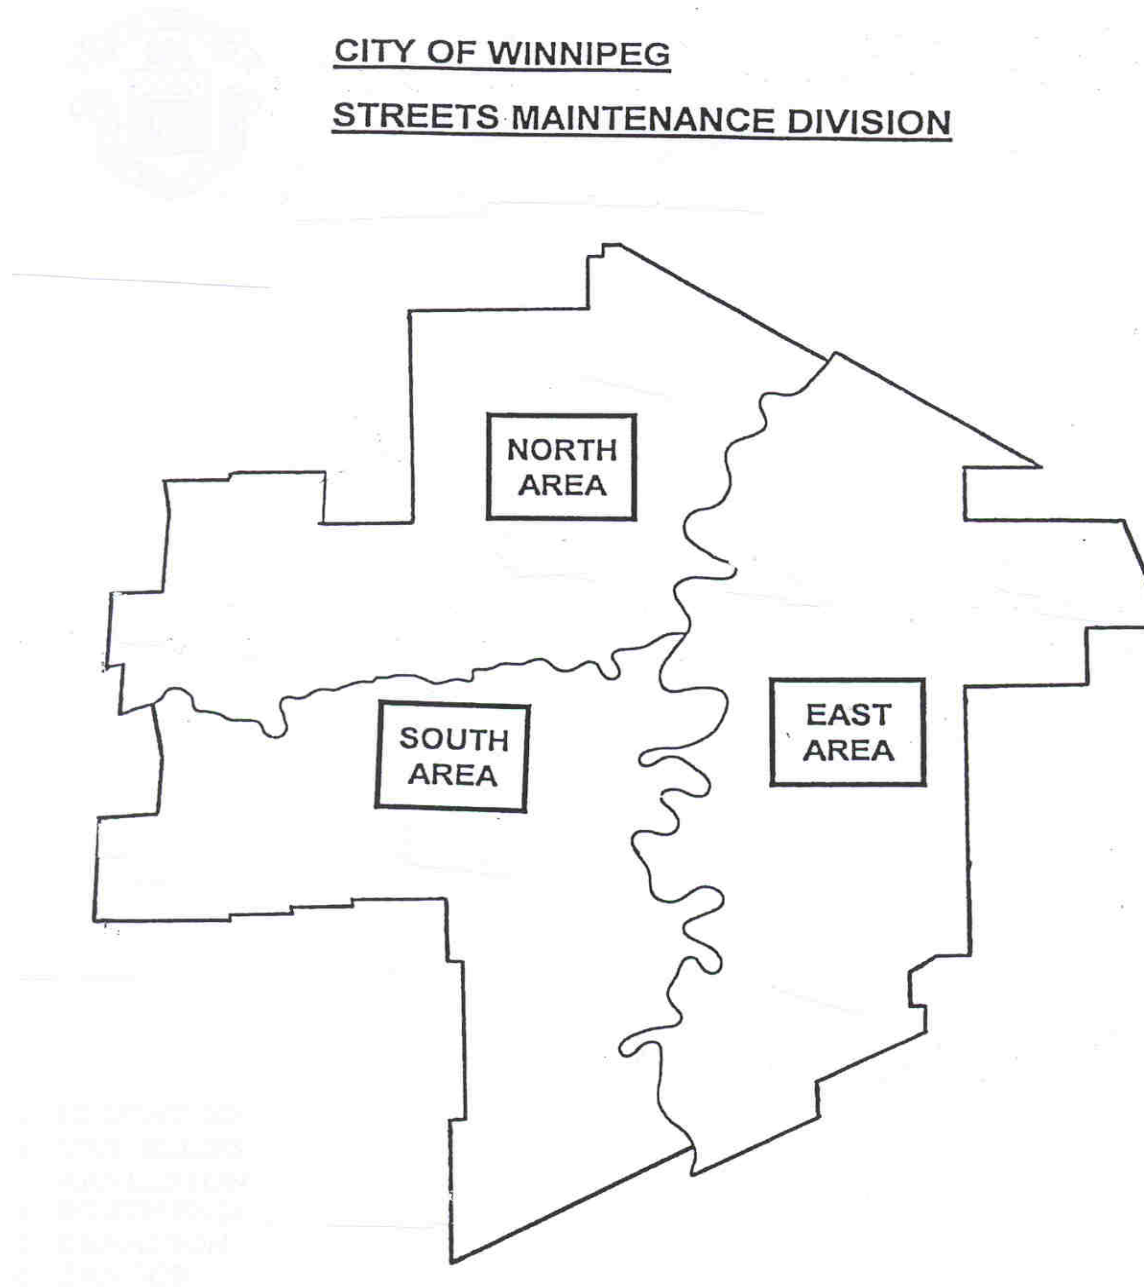 CITY OF WINNIPEG
STREETS MAINTENANCE DIVISION
NORTH
AREA
SOUTH
AREA
EAST
AREA